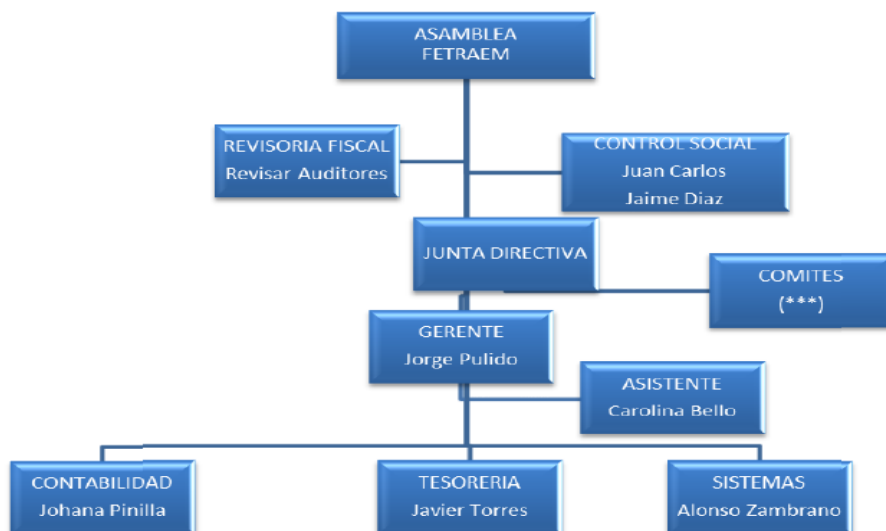 ASAMBLEA
FETRAEM
REVISORIA FISCAL
Revisar Auditores
CONTROL SOCIAL
Juan Carlos
Jaime Diaz
JUNTA DIRECTIVA
COMITES
(***)
GERENTE
Jorge Pulido
ASISTENTE
Carolina Bello
CONTABILIDAD
Johana Pinilla
TESORERIA
Javier Torres
SISTEMAS
Alonso Zambrano